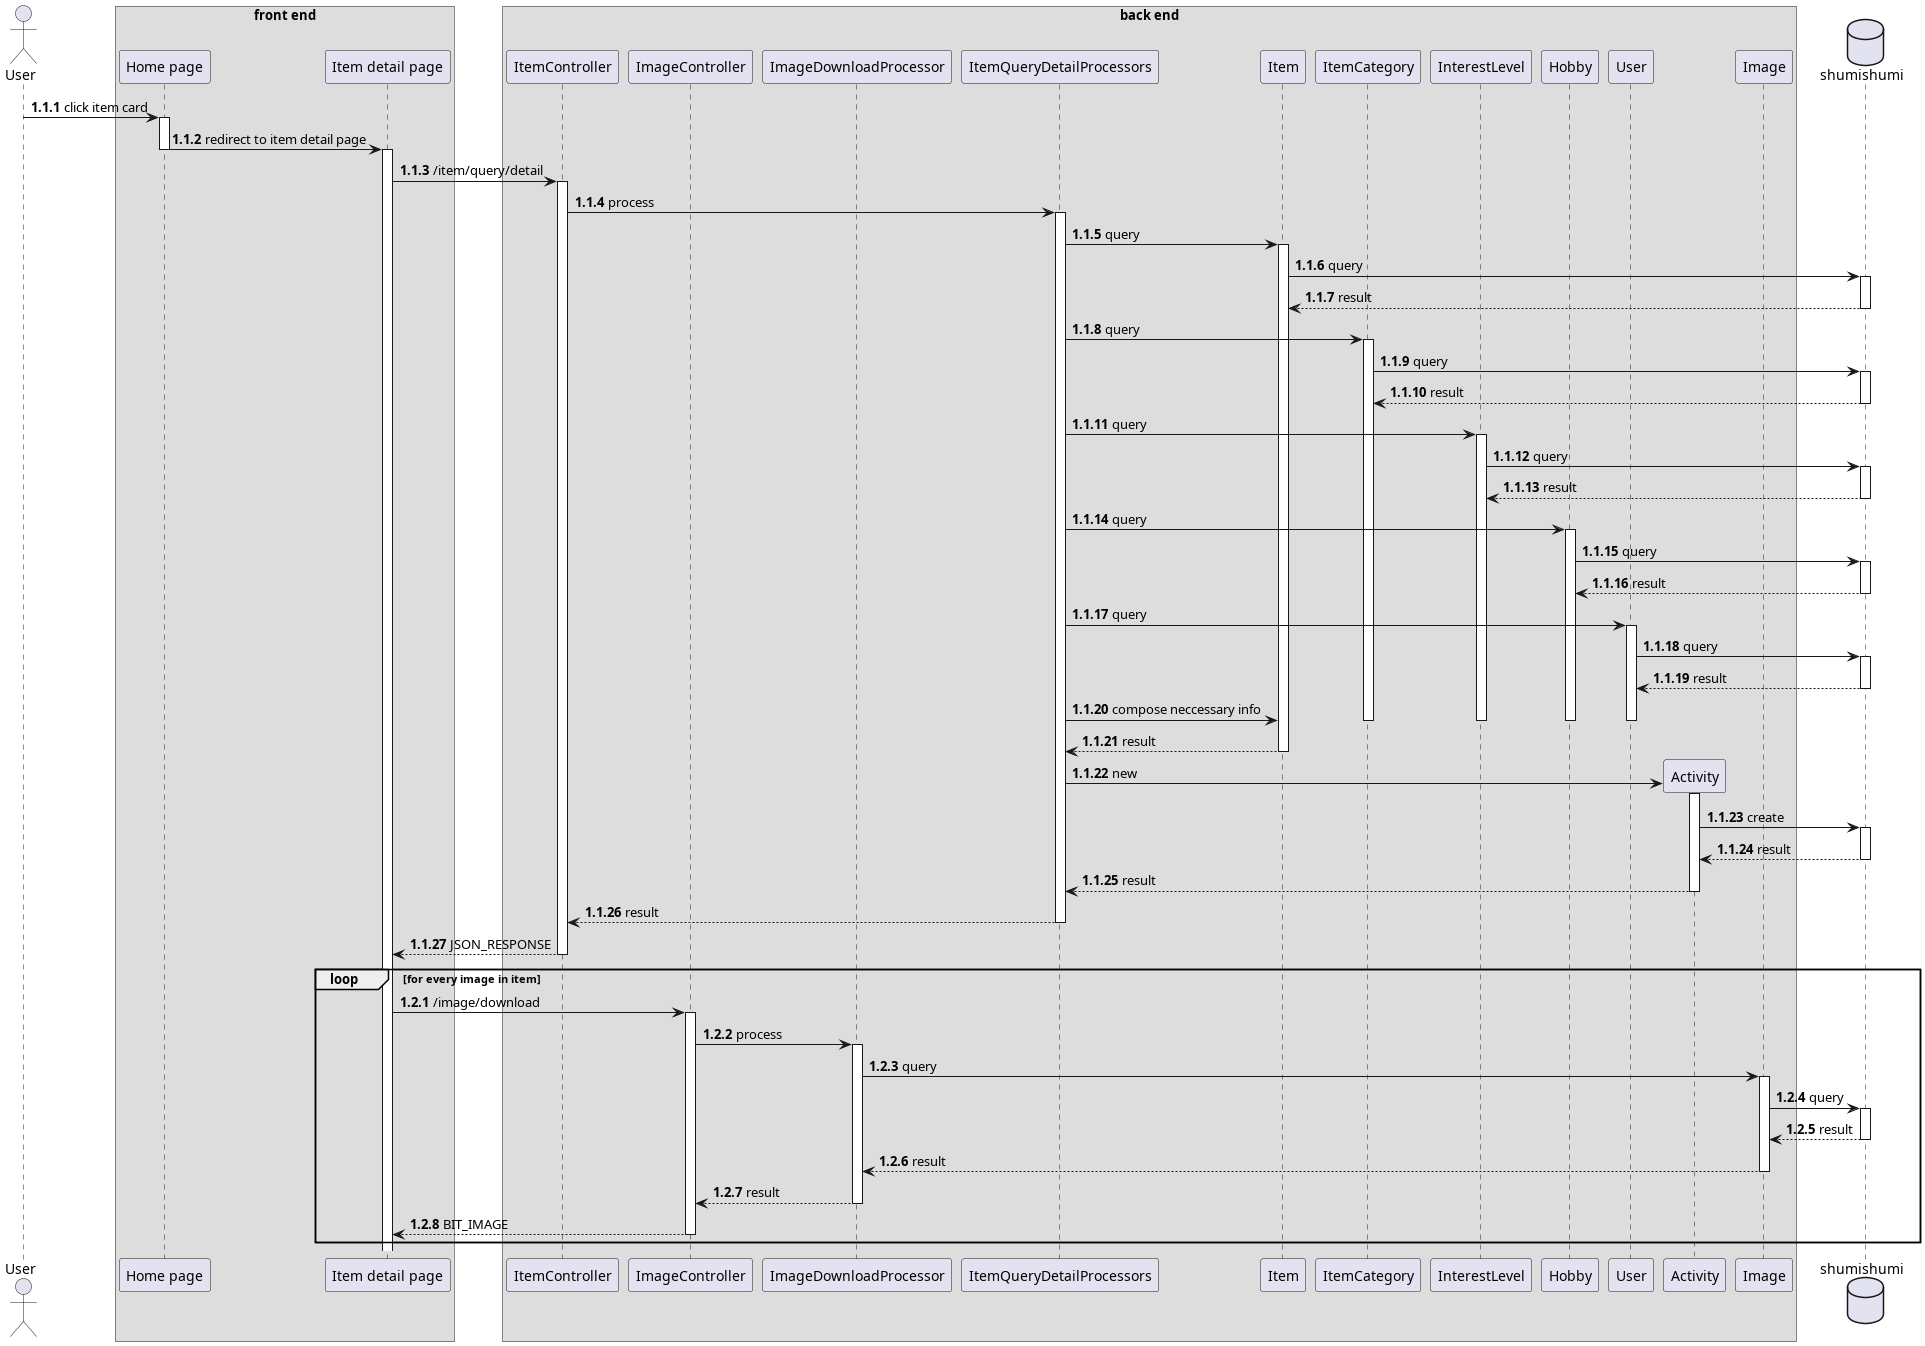 front end
back end
User
Home page
Item detail page
ItemController
ImageController
ImageDownloadProcessor
ItemQueryDetailProcessors
Item
ItemCategory
InterestLevel
Hobby
User
Image
shumishumi
1.1.1 click item card
1.1.2 redirect to item detail page
1.1.3 /item/query/detail
1.1.4 process
1.1.5 query
1.1.6 query
1.1.7 result
1.1.8 query
1.1.9 query
1.1.10 result
1.1.11 query
1.1.12 query
1.1.13 result
1.1.14 query
1.1.15 query
1.1.16 result
1.1.17 query
1.1.18 query
1.1.19 result
1.1.20 compose neccessary info
1.1.21 result
1.1.22 new
Activity
1.1.23 create
1.1.24 result
1.1.25 result
1.1.26 result
1.1.27 JSON_RESPONSE
loop
[for every image in item]
1.2.1 /image/download
1.2.2 process
1.2.3 query
1.2.4 query
1.2.5 result
1.2.6 result
1.2.7 result
1.2.8 BIT_IMAGE
User
Home page
Item detail page
ItemController
ImageController
ImageDownloadProcessor
ItemQueryDetailProcessors
Item
ItemCategory
InterestLevel
Hobby
User
Activity
Image
shumishumi